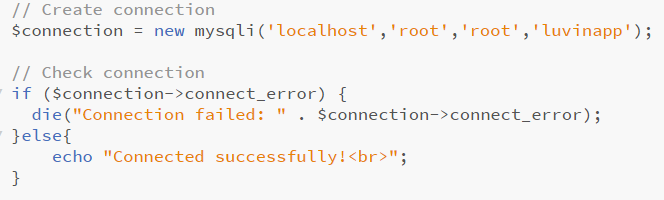 // Create connection
$connection = new mysqli('localhost','root','root','luvinapp');
// Check connection
if ($connection->connect_error) {
die("Connection failed: " . $connection->connect_error);
}else{
echo "Connected successfully!<br>";
}